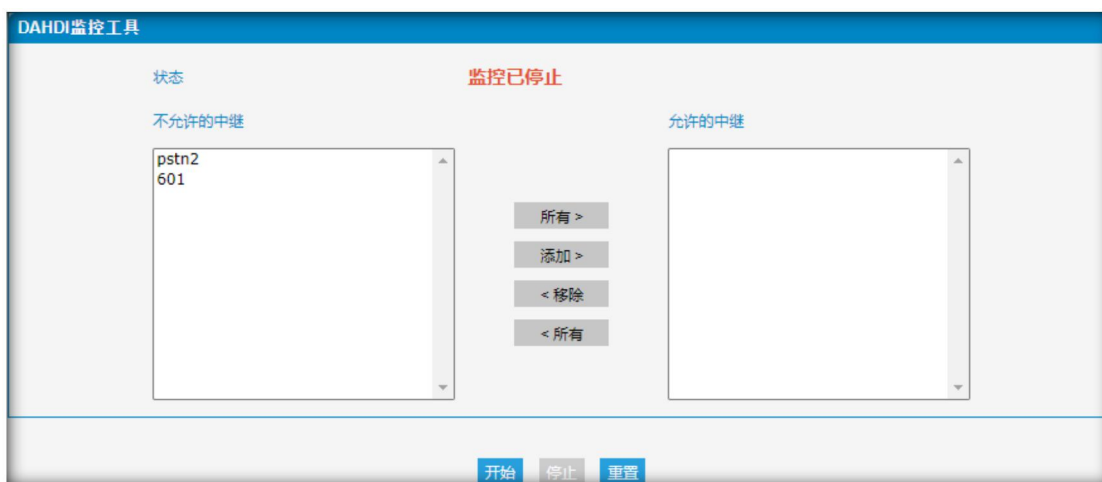 DAHDI监控工具
状态 监控已停止
不允许的中继 允许的中继
pstn2
601
所有 >
添加 >
< 移除
< 所有
开始 停止 重置